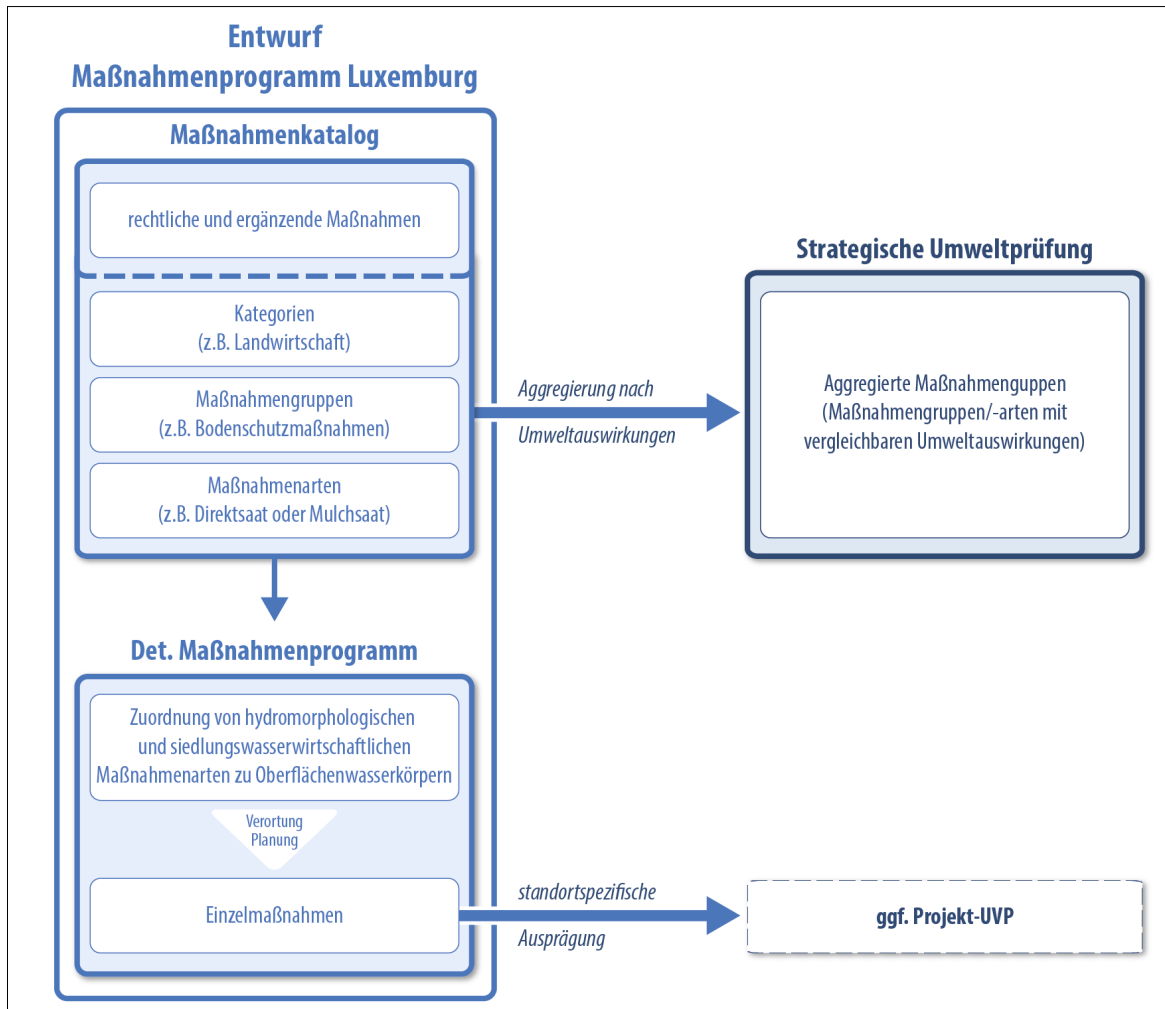 Entwurf
Maßnahmenprogramm Luxemburg
Maßnahmenkatalog
rechtliche und ergänzende Maßnahmen
Kategorien
(z.B. Landwirtschaft)
Maßnahmengruppen
(z.B. Bodenschutzmaßnahmen)
Maßnahmenarten
(z.B. Direktsaat oder Mulchsaat)
Aggregierung nach
Umweltauswirkungen
Strategische Umweltprüfung
Aggregierte Maßnahmenguppen
(Maßnahmengruppen/-arten mit
vergleichbaren Umweltauswirkungen)
Det. Maßnahmenprogramm
Zuordnung von hydromorphologischen
und siedlungswasserwirtschaftlichen
Maßnahmenarten zu Oberflächenwasserkörpern
Verortung
Planung
Einzelmaßnahmen
standortspezifische
Ausprägung
ggf. Projekt-UVP